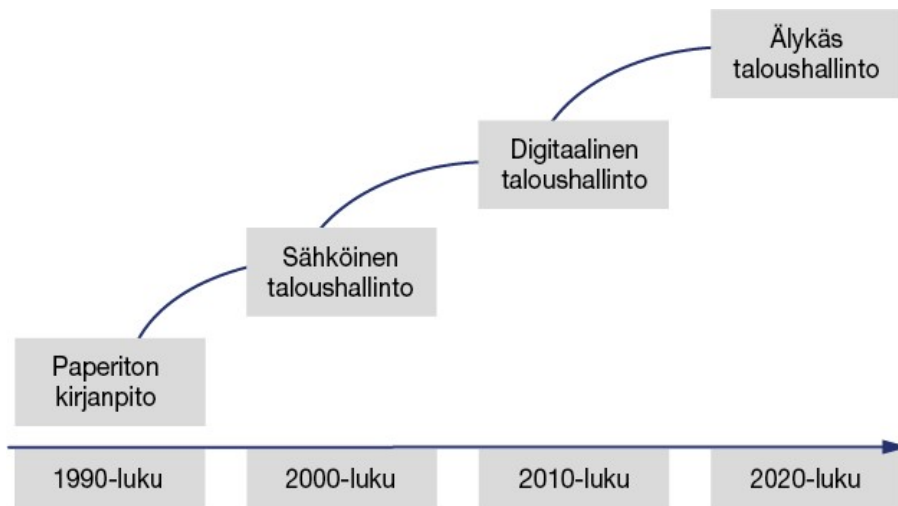 Älykäs
taloushallinto
Digitaalinen
taloushallinto
Sähköinen
taloushallinto
Paperiton
kirjanpito
1990-luku
2000-luku
2010-luku
2020-luku